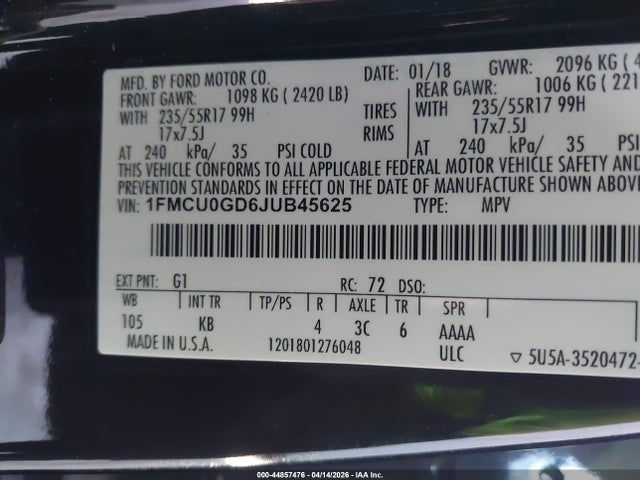 MFD. BY FORD MOTOR CO. DATE: 01/18 GVWR: 2096 KG (
FRONT GAWR: 1098 KG ( 2420 LB) REAR GAWR: 1006 KG (
WITH 235/55R17 99H TIRES WITH 235/55R17 99H
17x7.5J RIMS 17x7.5J
AT 240 kPa/ 35 PSI COLD AT 240 kPa/ 35
THIS VEHICLE CONFORMS TO ALL APPLICABLE FEDERAL MOTOR VEHICLE SAFETY AND
PREVENTION STANDARDS IN EFFECT ON THE DATE OF MANUFACTURE SHOWN ABOVE
VIN: 1FMCU0GD6JUB45625 TYPE: MPV
EXT PNT: G1 RC: 72 DSO:
WB INT TR TP/PS R AXLE TR SPR
105 KB 4 3C 6 AAAA
MADE IN U.S.A. 1201801276048 ULC ▽ 5U5A-3520472-
000-44857476 - 04/14/2026 - IAA Inc.